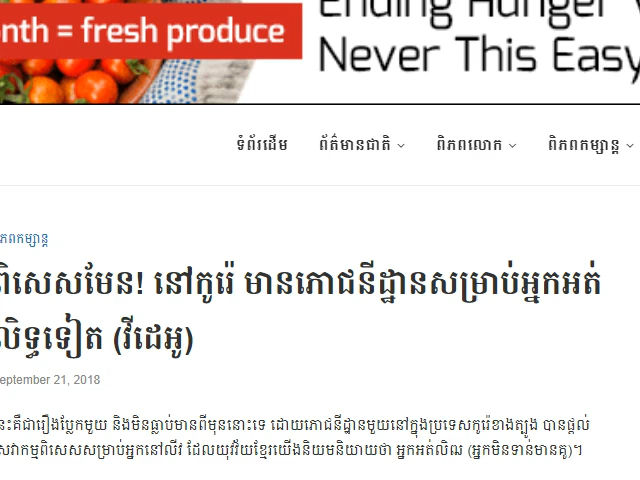 Ending Hunger
onth = fresh produce
Never This Easy
ទំព័រដើម ព័ត៌មានជាតិ ពិភពលោក ពិភពកម្សាន្ត
ភពកម្សាន្ត
ពិសេសមែន! នៅកូរ៉េ មានភោជនីដ្ឋានសម្រាប់អ្នកអត់
លិទ្ធទៀត (វីដេអូ)
eptember 21, 2018
នេះគឺជារឿងប្លែកមួយ និងមិនធ្លាប់មានពីមុននោះទេ ដោយភោជនីដ្ឋានមួយនៅក្នុងប្រទេសកូរ៉េខាងត្បូង បានផ្តល់
សេវាកម្មពិសេសសម្រាប់អ្នកនៅលីវ ដែលយុវវ័យខ្មែរយើងនិយមនិយាយថា អ្នកអត់លិឍ (អ្នកមិនទាន់មានគូ)។